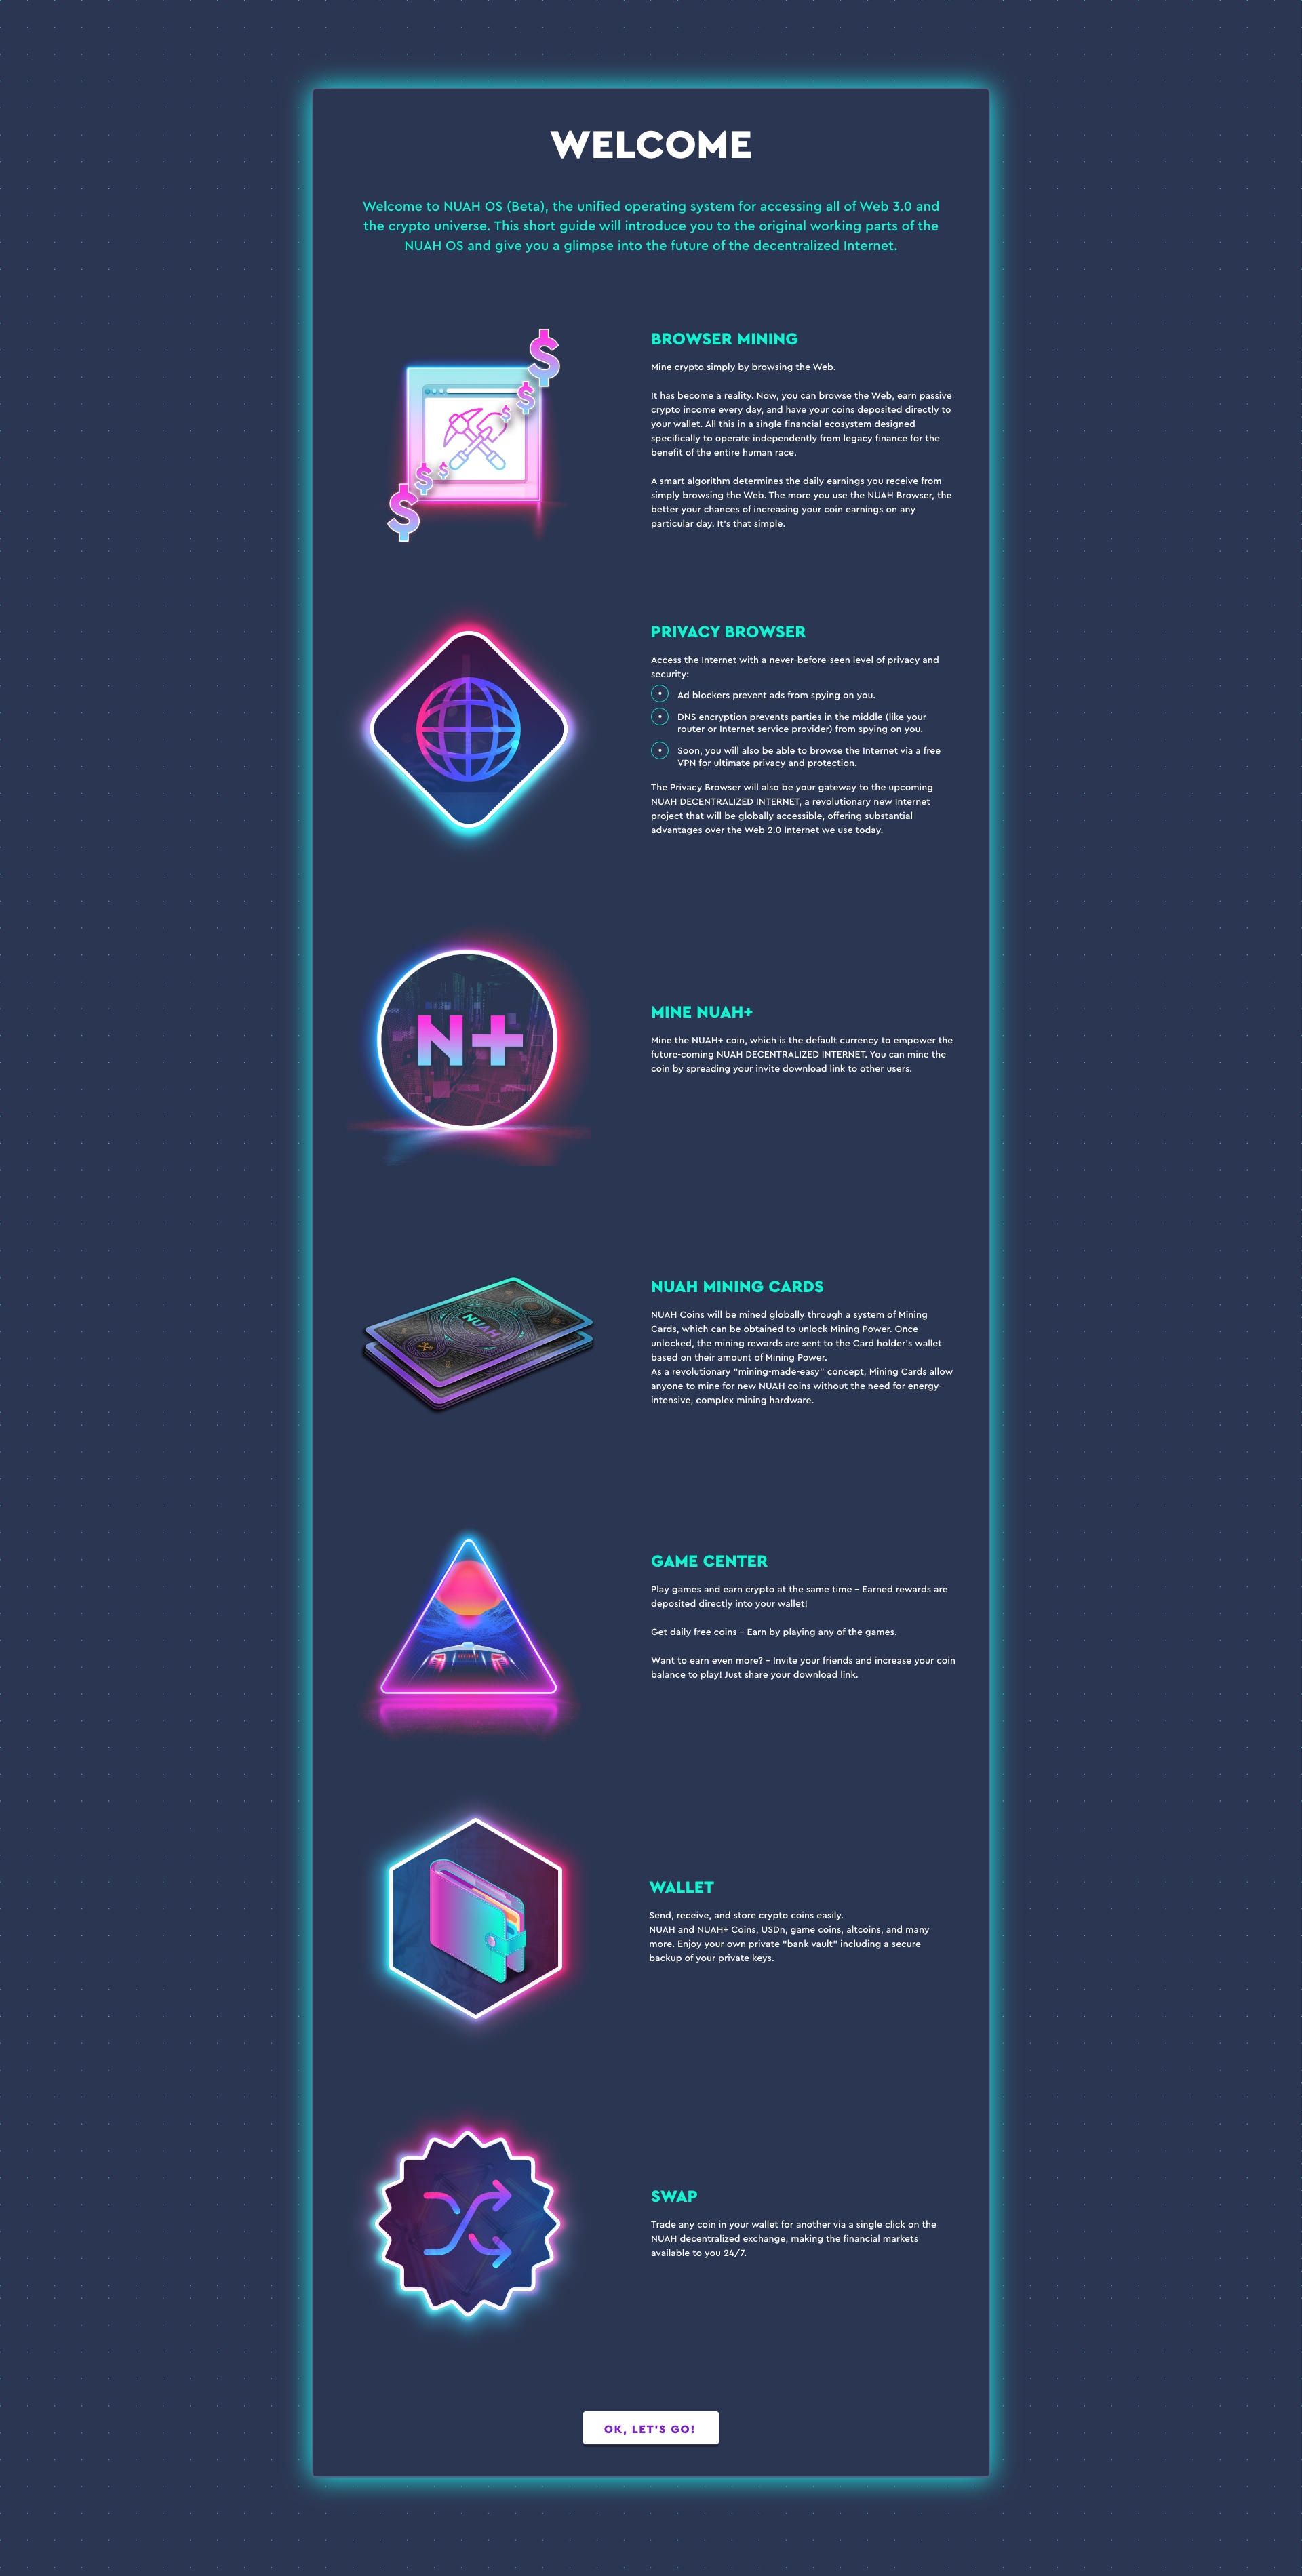 WELCOME
Welcome to NUAH OS (Beta), the unified operating system for accessing all of Web 3.0 and
the crypto universe. This short guide will introduce you to the original working parts of the
NUAH OS and give you a glimpse into the future of the decentralized Internet.
$
$
$
$
$
$
BROWSER MINING
Mine crypto simply by browsing the Web.
It has become a reality. Now, you can browse the Web, earn passive
crypto income every day, and have your coins deposited directly to
your wallet. All this in a single financial ecosystem designed
specifically to operate independently from legacy finance for the
benefit of the entire human race.
A smart algorithm determines the daily earnings you receive from
simply browsing the Web. The more you use the NUAH Browser, the
better your chances of increasing your coin earnings on any
particular day. It's that simple.
PRIVACY BROWSER
Access the Internet with a never-before-seen level of privacy and
security:
Ad blockers prevent ads from spying on you.
DNS encryption prevents parties in the middle (like your
router or Internet service provider) from spying on you.
Soon, you will also be able to browse the Internet via a free
VPN for ultimate privacy and protection.
The Privacy Browser will also be your gateway to the upcoming
NUAH DECENTRALIZED INTERNET, a revolutionary new Internet
project that will be globally accessible, offering substantial
advantages over the Web 2.0 Internet we use today.
N+
MINE NUAH+
Mine the NUAH+ coin, which is the default currency to empower the
future-coming NUAH DECENTRALIZED INTERNET. You can mine the
coin by spreading your invite download link to other users.
NUAH
NUAH MINING CARDS
NUAH Coins will be mined globally through a system of Mining
Cards, which can be obtained to unlock Mining Power. Once
unlocked, the mining rewards are sent to the Card holder's wallet
based on their amount of Mining Power.
As a revolutionary "mining-made-easy" concept, Mining Cards allow
anyone to mine for new NUAH coins without the need for energy-
intensive, complex mining hardware.
GAME CENTER
Play games and earn crypto at the same time – Earned rewards are
deposited directly into your wallet!
Get daily free coins – Earn by playing any of the games.
Want to earn even more? – Invite your friends and increase your coin
balance to play! Just share your download link.
WALLET
Send, receive, and store crypto coins easily.
NUAH and NUAH+ Coins, USDn, game coins, altcoins, and many
more. Enjoy your own private "bank vault" including a secure
backup of your private keys.
SWAP
Trade any coin in your wallet for another via a single click on the
NUAH decentralized exchange, making the financial markets
available to you 24/7.
OK, LET'S GO!